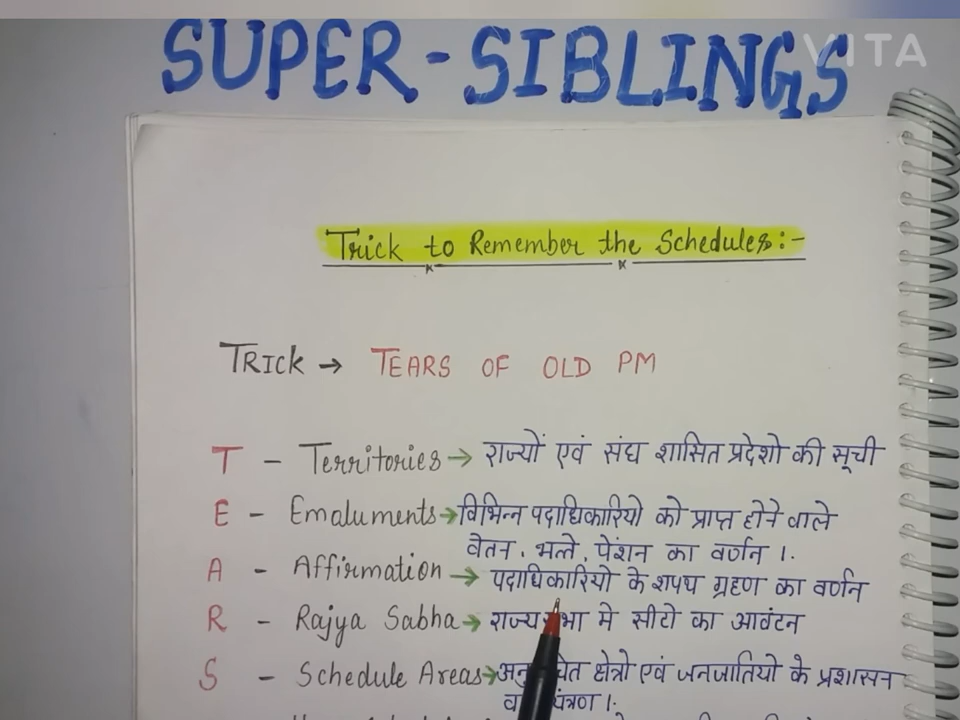 SUPER-SIBLINGS
VITA
Trick to Remember the Schedules:-
TRICK → TEARS OF OLD PM
T - Territories → राज्यों एवं संघ शासित प्रदेशो की सूची
E - Emaluments → विभिन्न पदाधिकारियो को प्राप्त होने वाले
वेतन, भत्ते, पेंशन का वर्णन ।.
A - Affirmation → पदाधिकारियो के शपथ ग्रहण का वर्णन
R - Rajya Sabha → राज्यसभा मे सीटो का आवंटन
S - Schedule Areas → क्षेत्रो एवं जनजातियो के प्रशासन